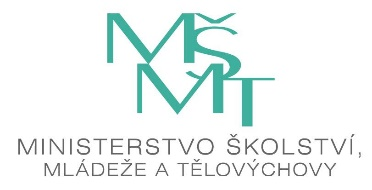 MŠ
MT
MINISTERSTVO ŠKOLSTVÍ,
MLÁDEŽE A TĚLOVÝCHOVY